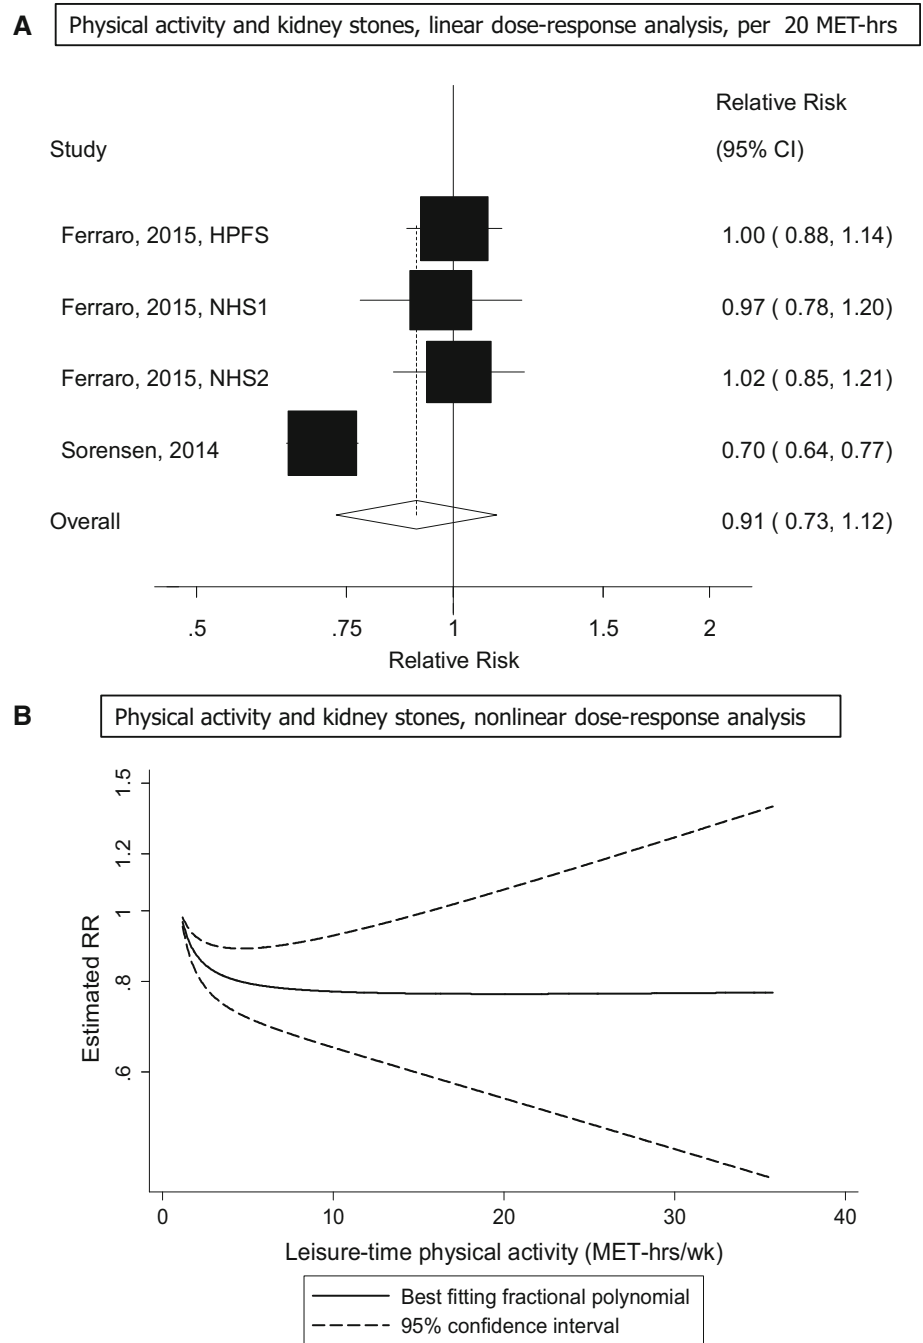 A
Physical activity and kidney stones, linear dose-response analysis, per 20 MET-hrs
Relative Risk
Study (95% CI)
Ferraro, 2015, HPFS 1.00 ( 0.88, 1.14)
Ferraro, 2015, NHS1 0.97 ( 0.78, 1.20)
Ferraro, 2015, NHS2 1.02 ( 0.85, 1.21)
Sorensen, 2014 0.70 ( 0.64, 0.77)
Overall 0.91 ( 0.73, 1.12)
.5 .75 1 1.5 2
Relative Risk
B
Physical activity and kidney stones, nonlinear dose-response analysis
1.5
1.2
1
.8
.6
Estimated RR
0 10 20 30 40
Leisure-time physical activity (MET-hrs/wk)
Best fitting fractional polynomial
95% confidence interval